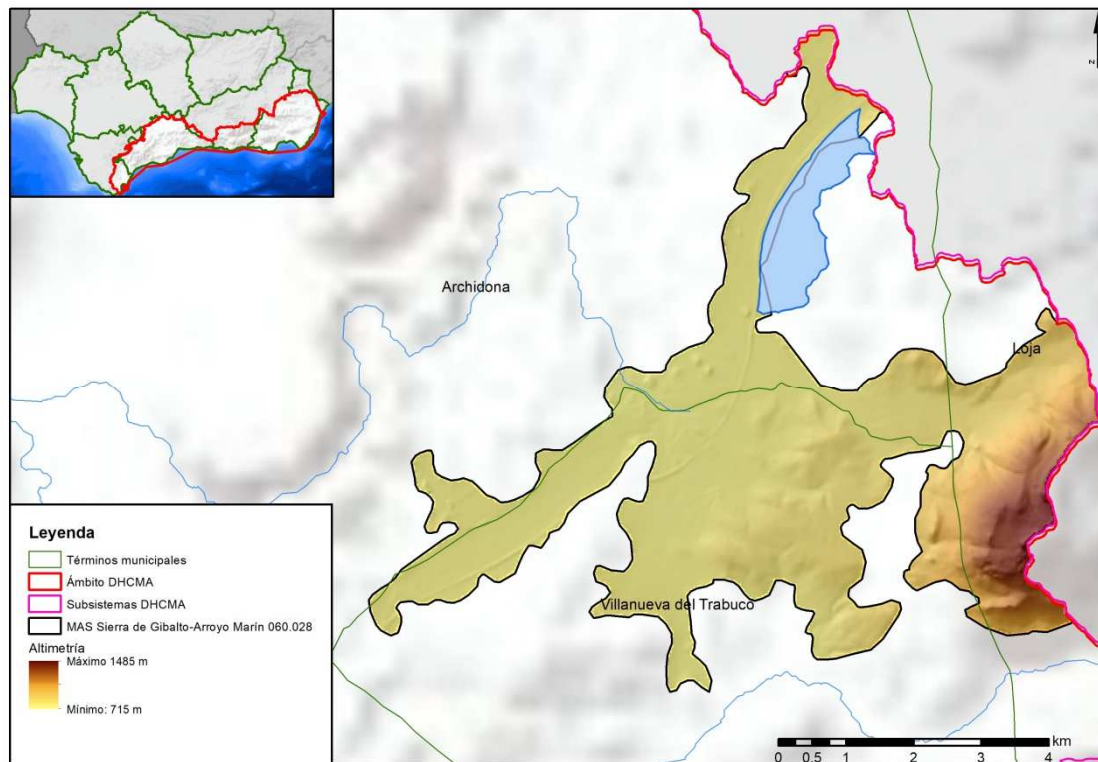 z
Archidona
Loja
Villanueva del Trabuco
Leyenda
Términos municipales
Ámbito DHCMA
Subsistemas DHCMA
MAS Sierra de Gibalto-Arroyo Marín 060.028
Altimetría
Máximo 1485 m
Mínimo: 715 m
km
0 0.5 1 2 3 4